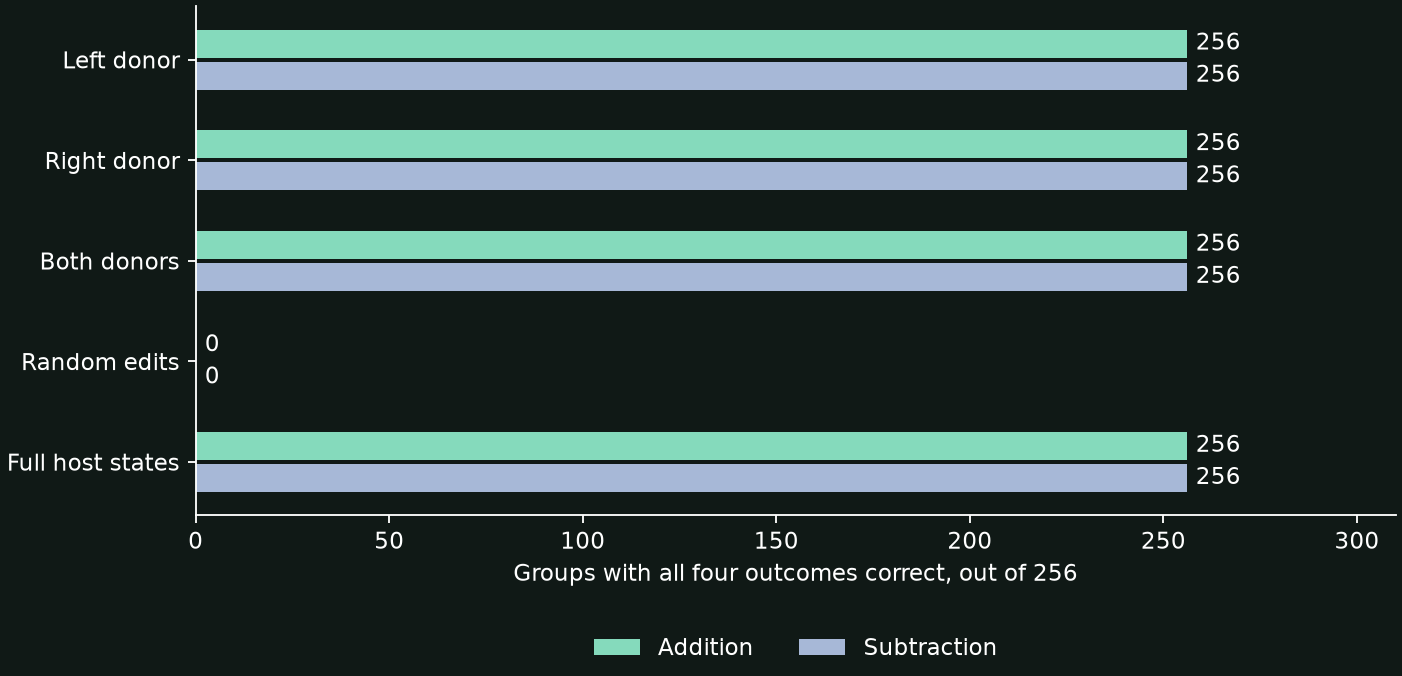 Left donor
256
256
Right donor
256
256
Both donors
256
256
Random edits
0
0
Full host states
256
256
0 50 100 150 200 250 300
Groups with all four outcomes correct, out of 256
Addition Subtraction